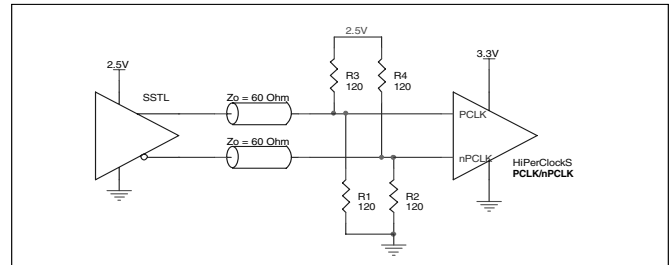 2.5V
3.3V
2.5V
SSTL
R3
120
R4
120
Zo = 60 Ohm
PCLK
Zo = 60 Ohm
nPCLK
HiPerClockS
PCLK/nPCLK
R1
120
R2
120